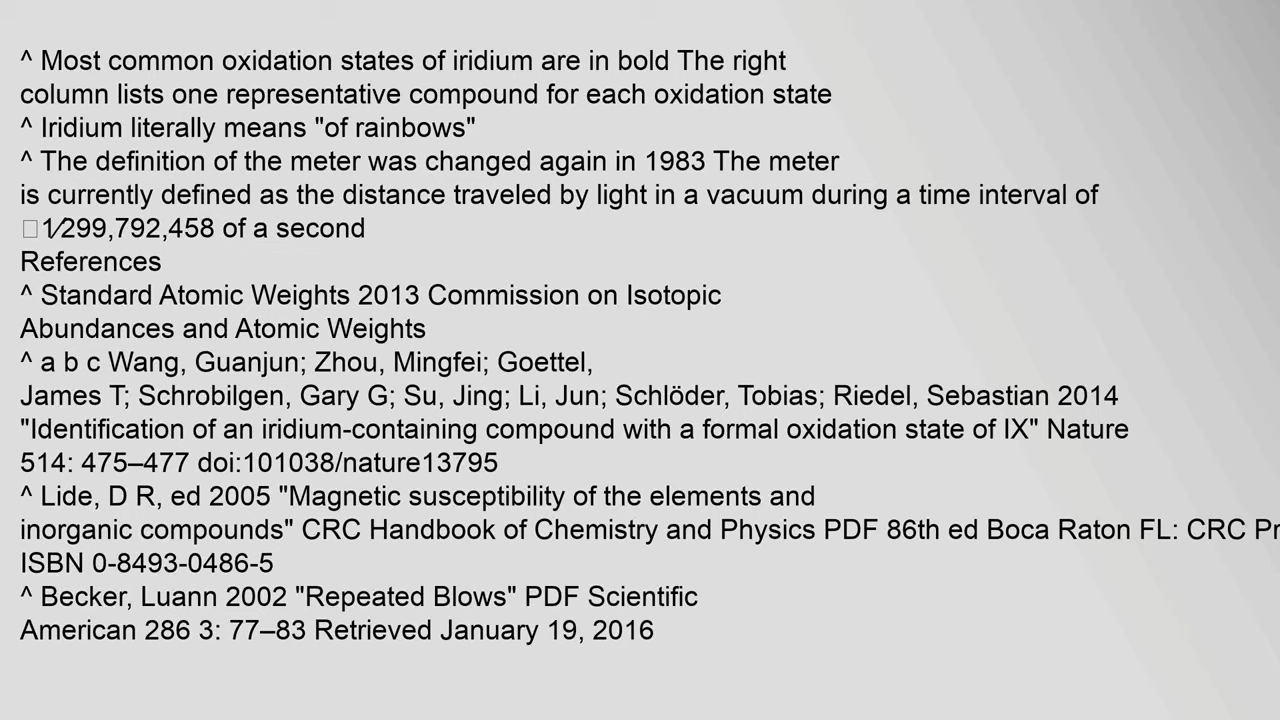 ^ Most common oxidation states of iridium are in bold The right
column lists one representative compound for each oxidation state
^ Iridium literally means "of rainbows"
^ The definition of the meter was changed again in 1983 The meter
is currently defined as the distance traveled by light in a vacuum during a time interval of
□1⁄299,792,458 of a second
References
^ Standard Atomic Weights 2013 Commission on Isotopic
Abundances and Atomic Weights
^ a b c Wang, Guanjun; Zhou, Mingfei; Goettel,
James T; Schrobilgen, Gary G; Su, Jing; Li, Jun; Schlöder, Tobias; Riedel, Sebastian 2014
"Identification of an iridium-containing compound with a formal oxidation state of IX" Nature
514: 475–477 doi:101038/nature13795
^ Lide, D R, ed 2005 "Magnetic susceptibility of the elements and
inorganic compounds" CRC Handbook of Chemistry and Physics PDF 86th ed Boca Raton FL: CRC
ISBN 0-8493-0486-5
^ Becker, Luann 2002 "Repeated Blows" PDF Scientific
American 286 3: 77–83 Retrieved January 19, 2016